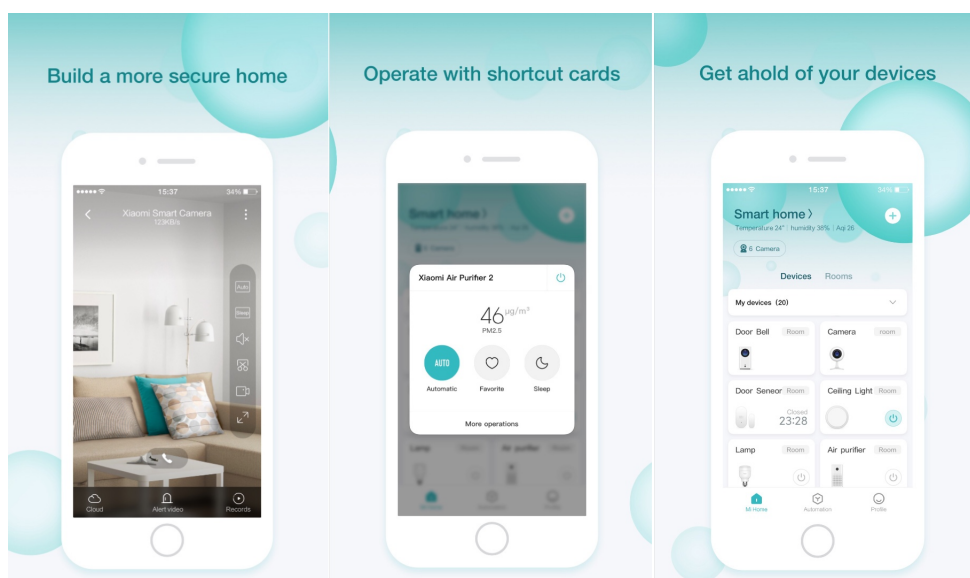 Build a more secure home
15:37
34%
Xiaomi Smart Camera
123KB/s
Auto
Sleep
Cloud
Alert video
Records
Operate with shortcut cards
Smart home
Xiaomi Air Purifier 2
46 µg/m³
PM2.5
AUTO
Automatic
Favorite
Sleep
More operations
Lamp
Air purifier
Get ahold of your devices
15:37
34%
Smart home
Temperature 24° | humidity 36% | Aqi 26
6 Camera
Devices Rooms
My devices (20)
Door Bell Room
Camera room
Door Seneor Room
Closed
23:28
Ceiling Light Room
Lamp Room
Air purifier Room
Mi-Home
Automation
Profile